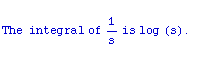 The integral of 1/s is log (s).